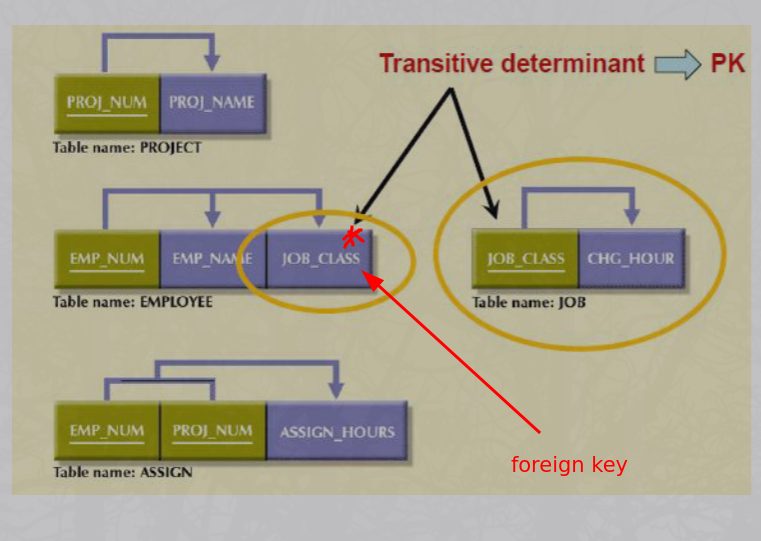 Transitive determinant PK
PROJ_NUM PROJ_NAME
Table name: PROJECT
EMP_NUM EMP_NAME JOB_CLASS
Table name: EMPLOYEE
JOB_CLASS CHG_HOUR
Table name: JOB
EMP_NUM PROJ_NUM ASSIGN_HOURS
Table name: ASSIGN
foreign key